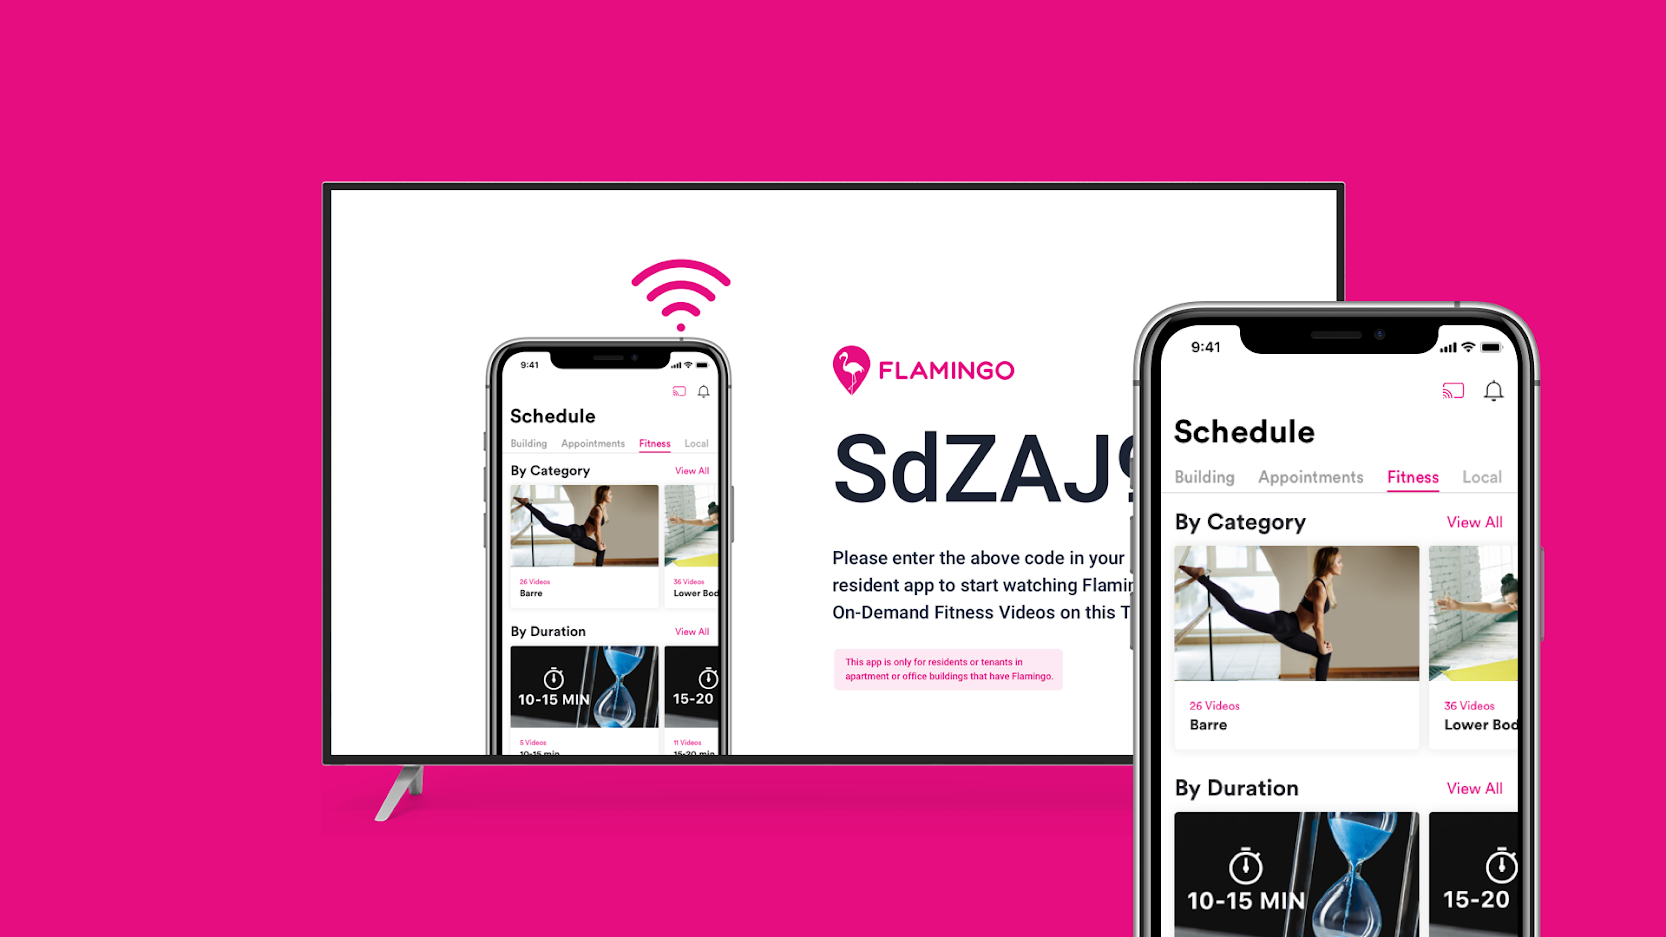 9:41
Schedule
Building Appointments Fitness Local
By Category View All
26 Videos 36 Videos
Barre Lower Bod
By Duration View All
10-15 MIN 15-20
5 Videos 11 Videos
10-15 min 15-20 min
FLAMINGO
SdZAJ
Please enter the above code in your
resident app to start watching Flamin
On-Demand Fitness Videos on this T
This app is only for residents or tenants in
apartment or office buildings that have Flamingo.
9:41
Schedule
Building Appointments Fitness Local
By Category View All
26 Videos 36 Videos
Barre Lower Bod
By Duration View All
10-15 MIN 15-20